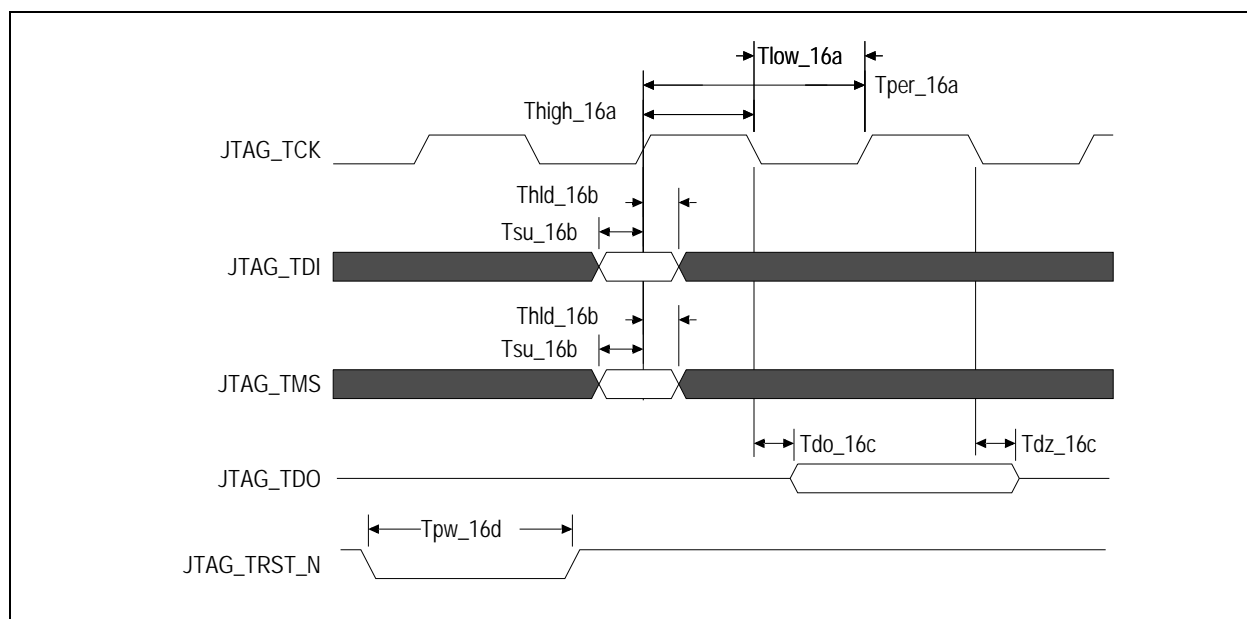 Tlow_16a
Tper_16a
Thigh_16a
JTAG_TCK
Thld_16b
Tsu_16b
JTAG_TDI
Thld_16b
Tsu_16b
JTAG_TMS
Tdo_16c
Tdz_16c
JTAG_TDO
Tpw_16d
JTAG_TRST_N